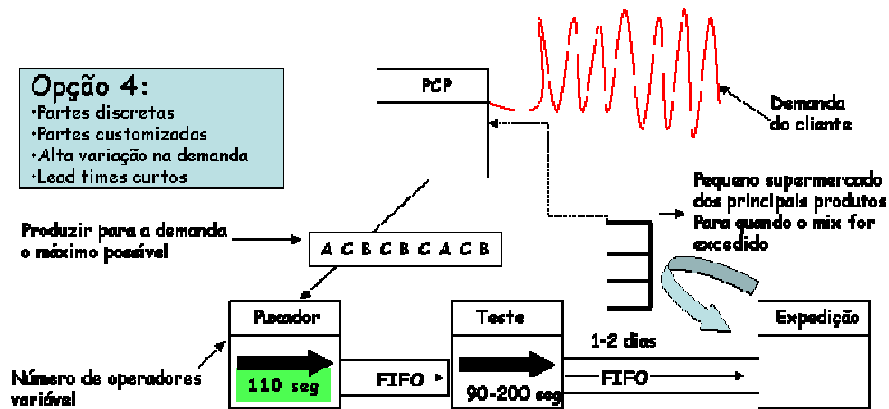 Opção 4:
•Partes discretas
•Partes customizadas
•Alta variação na demanda
•Lead times curtos
PCP
Demanda
do cliente
Pequeno supermercado
dos principais produtos
Para quando o mix for
excedido
Produzir para a demanda
o máximo possível
A C B C B C A C B
Puxador
110 seg
Número de operadores
variável
FIFO
Teste
90-200 seg
1-2 dias
FIFO
Expedição